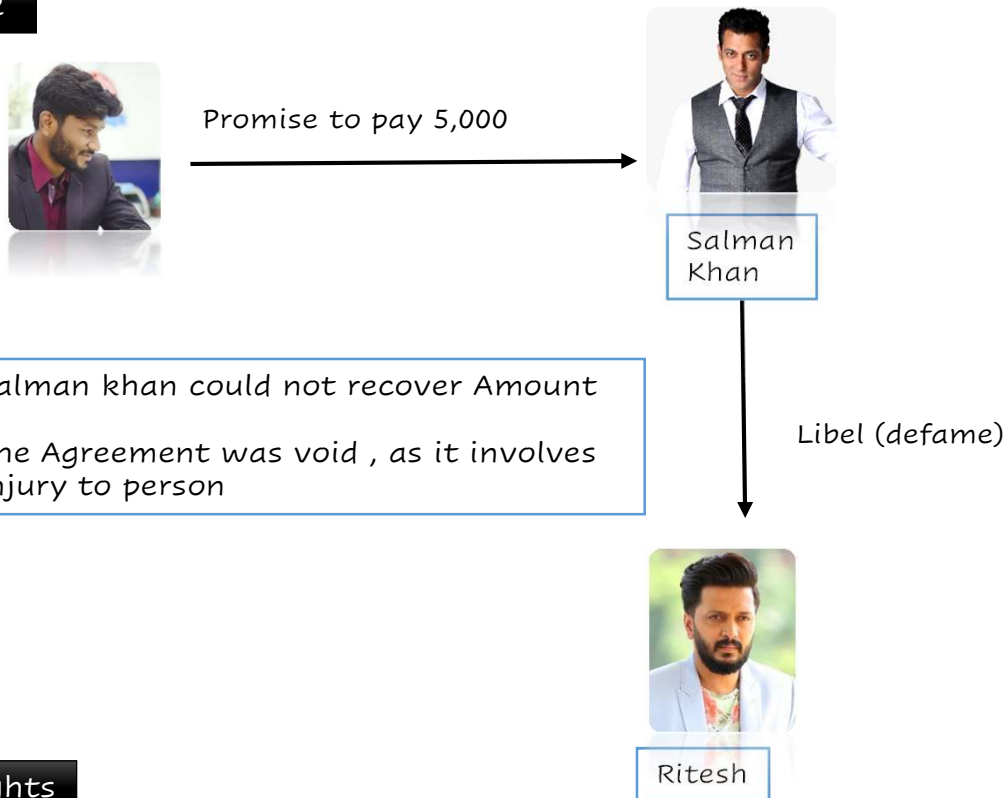 Promise to pay 5,000
Salman
Khan
alman khan could not recover Amount
he Agreement was void , as it involves
njury to person
Libel (defame)
Ritesh
hts